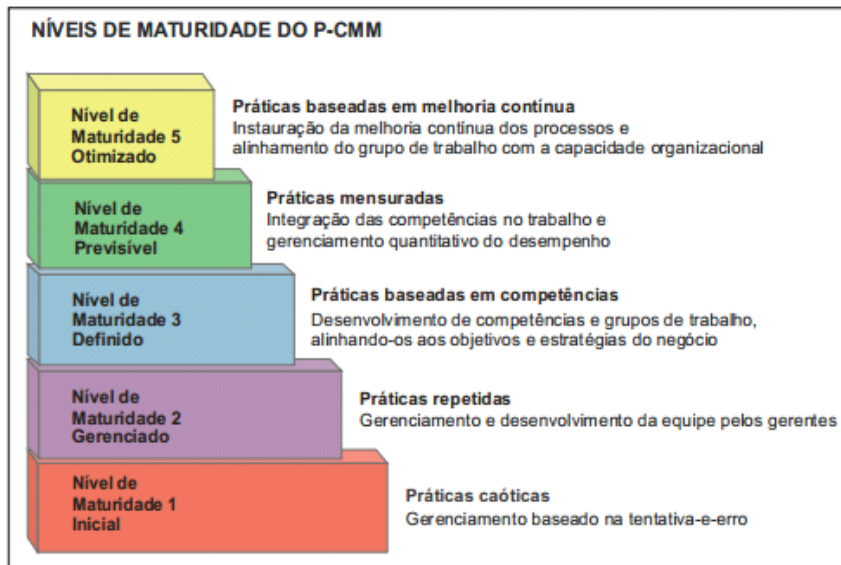 NÍVEIS DE MATURIDADE DO P-CMM
Nível de
Maturidade 5
Otimizado
Práticas baseadas em melhoria contínua
Instauração da melhoria contínua dos processos e
alinhamento do grupo de trabalho com a capacidade organizacional
Nível de
Maturidade 4
Previsível
Práticas mensuradas
Integração das competências no trabalho e
gerenciamento quantitativo do desempenho
Nível de
Maturidade 3
Definido
Práticas baseadas em competências
Desenvolvimento de competências e grupos de trabalho,
alinhando-os aos objetivos e estratégias do negócio
Nível de
Maturidade 2
Gerenciado
Práticas repetidas
Gerenciamento e desenvolvimento da equipe pelos gerentes
Nível de
Maturidade 1
Inicial
Práticas caóticas
Gerenciamento baseado na tentativa-e-erro